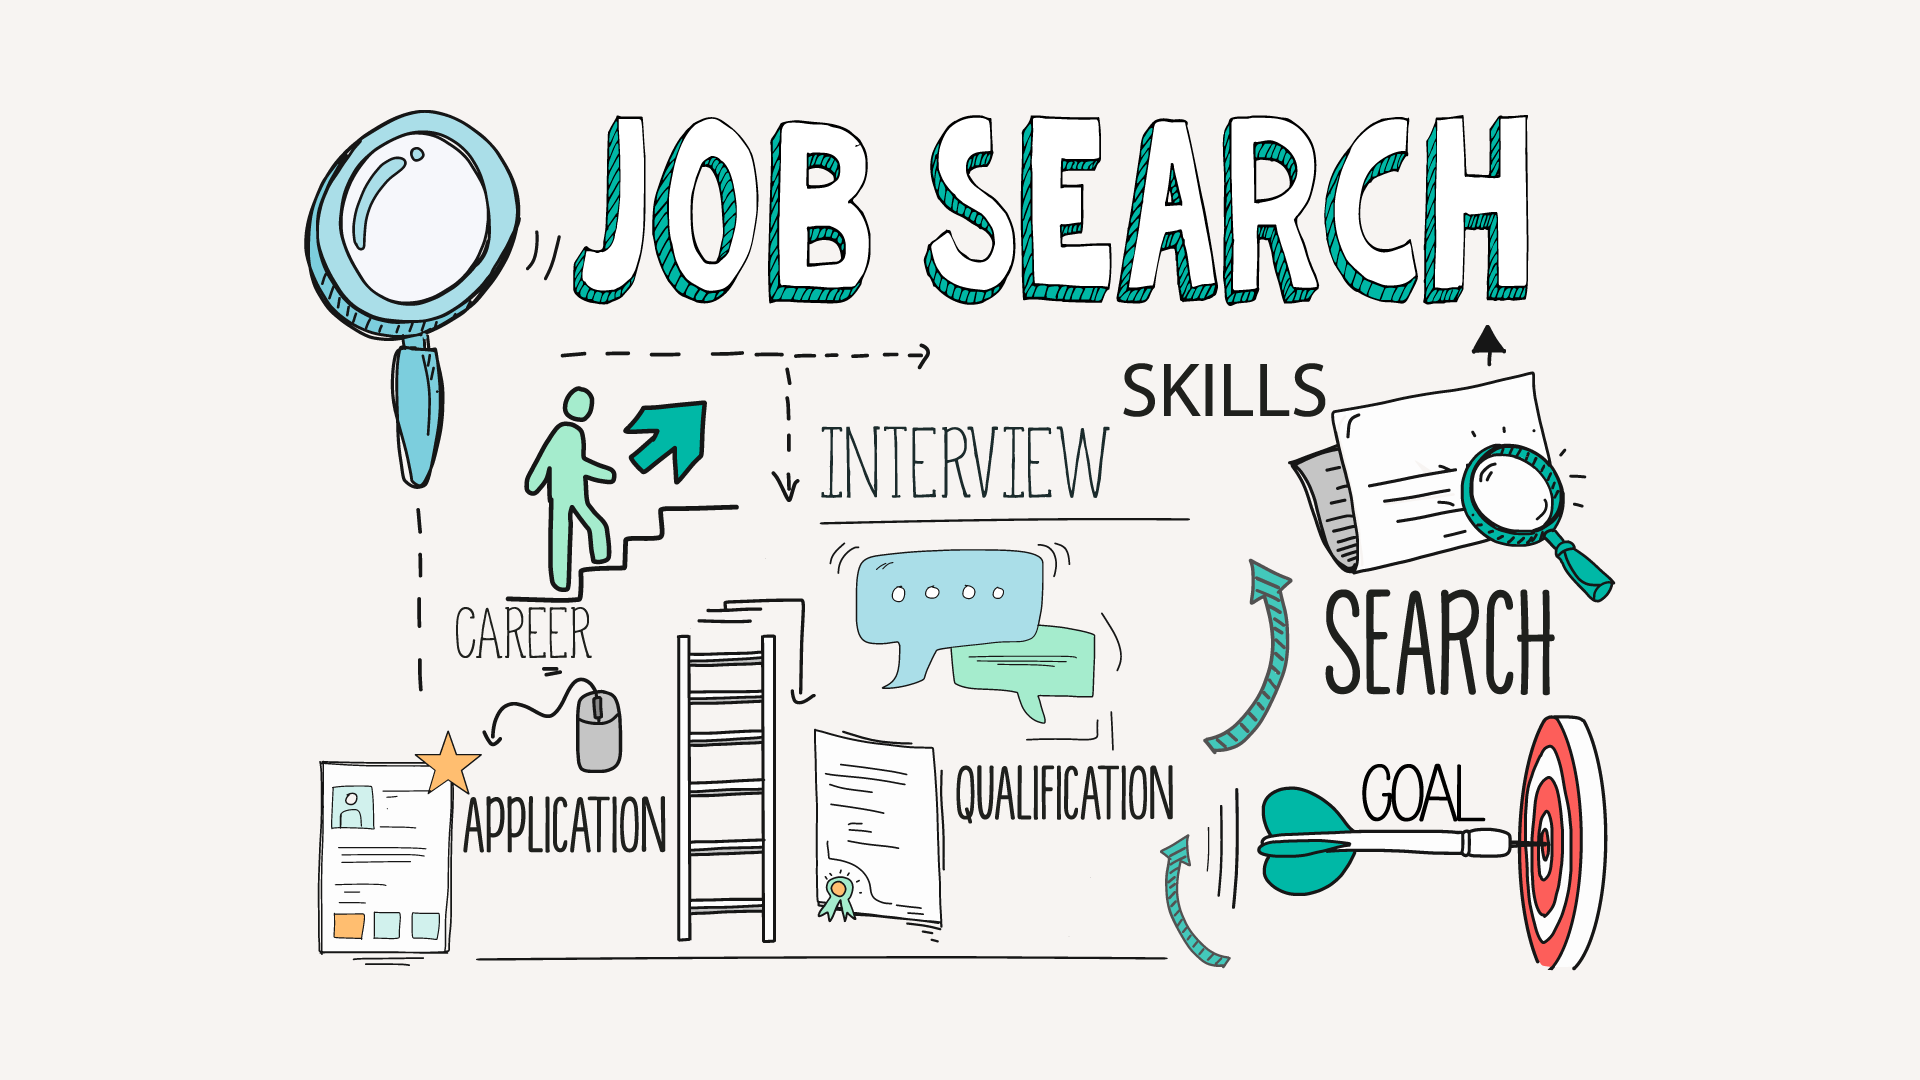 JOB SEARCH
SKILLS
INTERVIEW
CAREER
SEARCH
APPLICATION
QUALIFICATION
GOAL